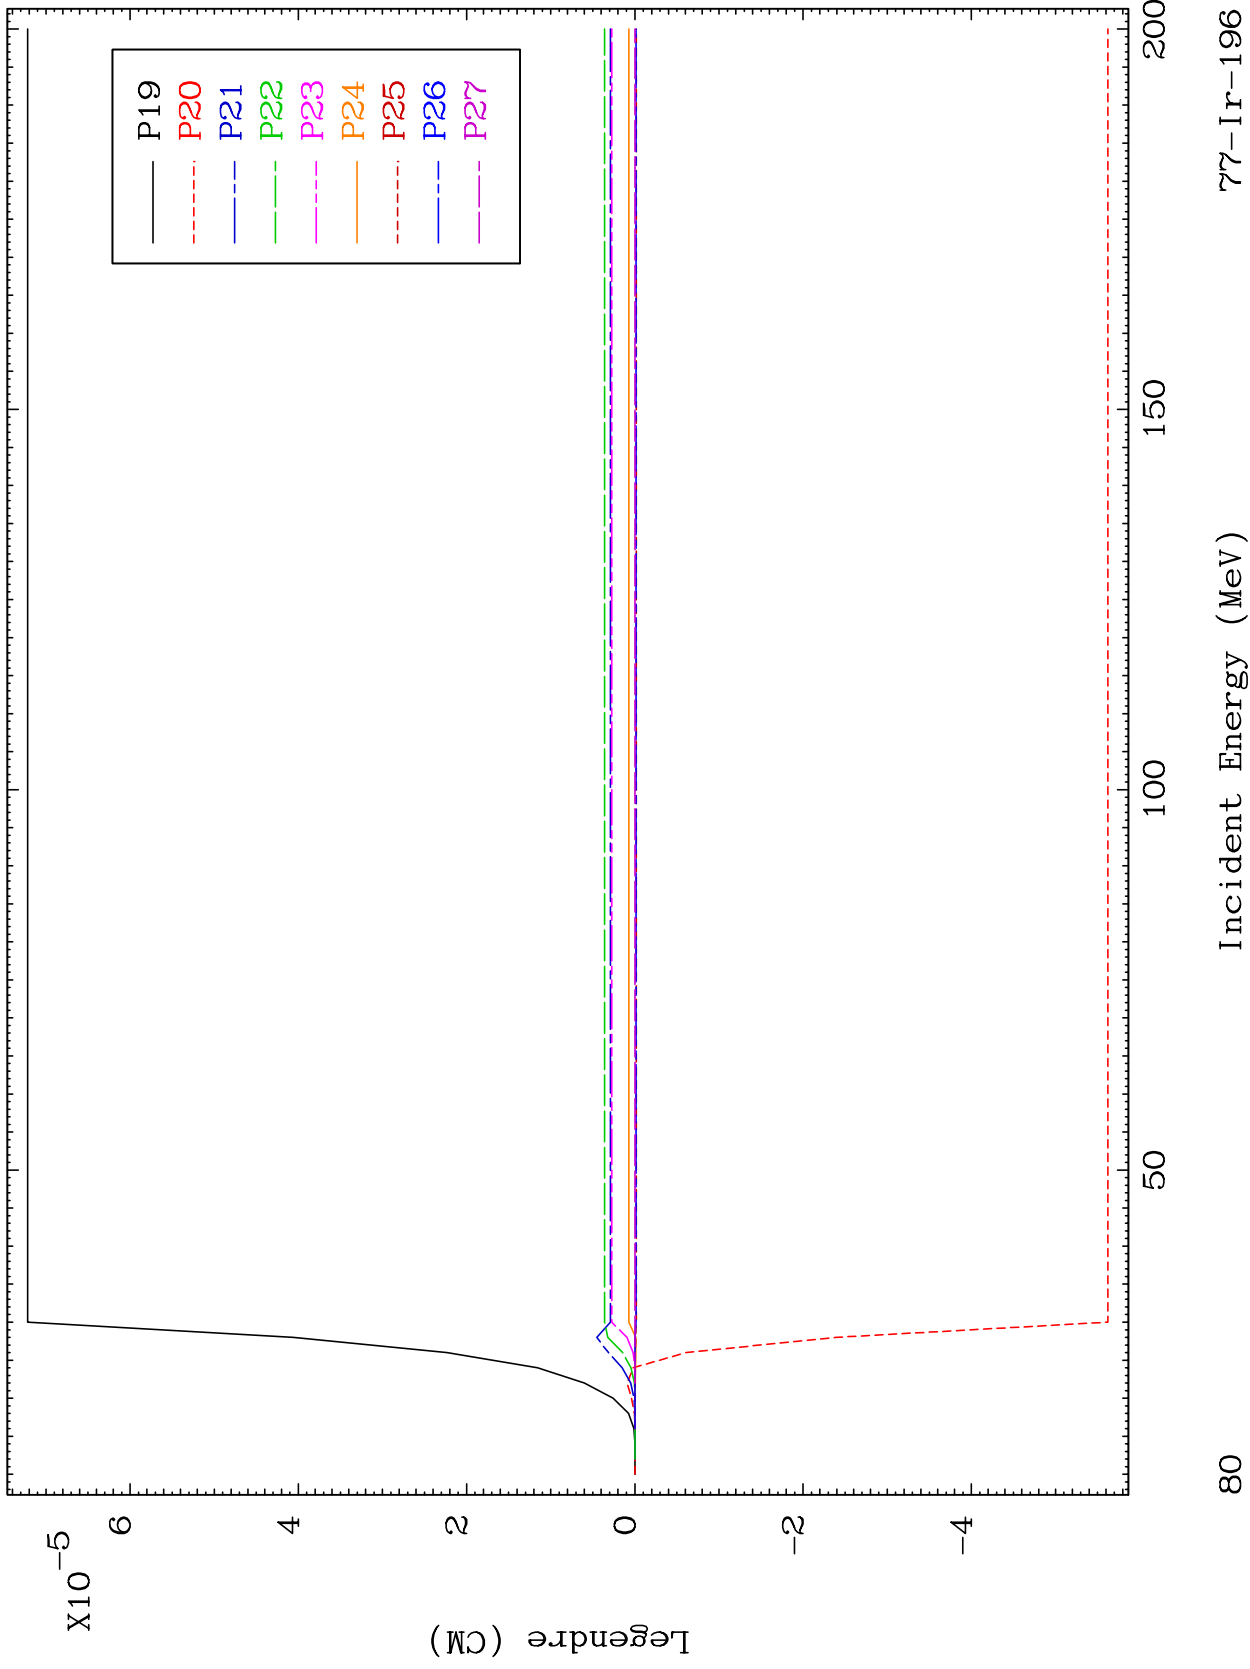 X10
-5
6
4
2
0
-2
-4
Legendre (CM)
P19
P20
P21
P22
P23
P24
P25
P26
P27
50
100
150
200
Incident Energy (MeV)
80
77-Ir-196